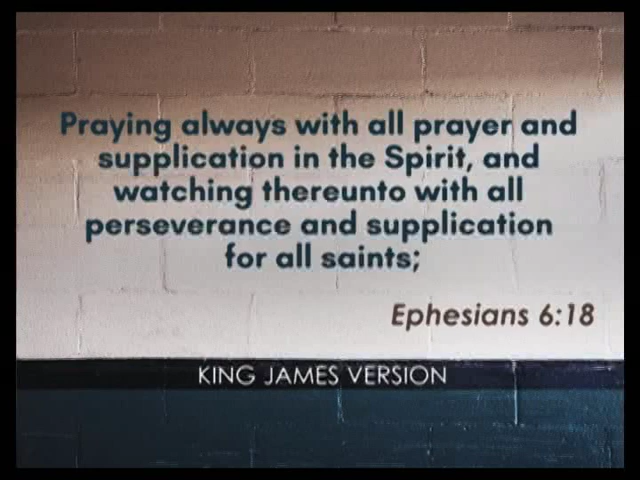 Praying always with all prayer and
supplication in the Spirit, and
watching thereunto with all
perseverance and supplication
for all saints;
Ephesians 6:18
KING JAMES VERSION